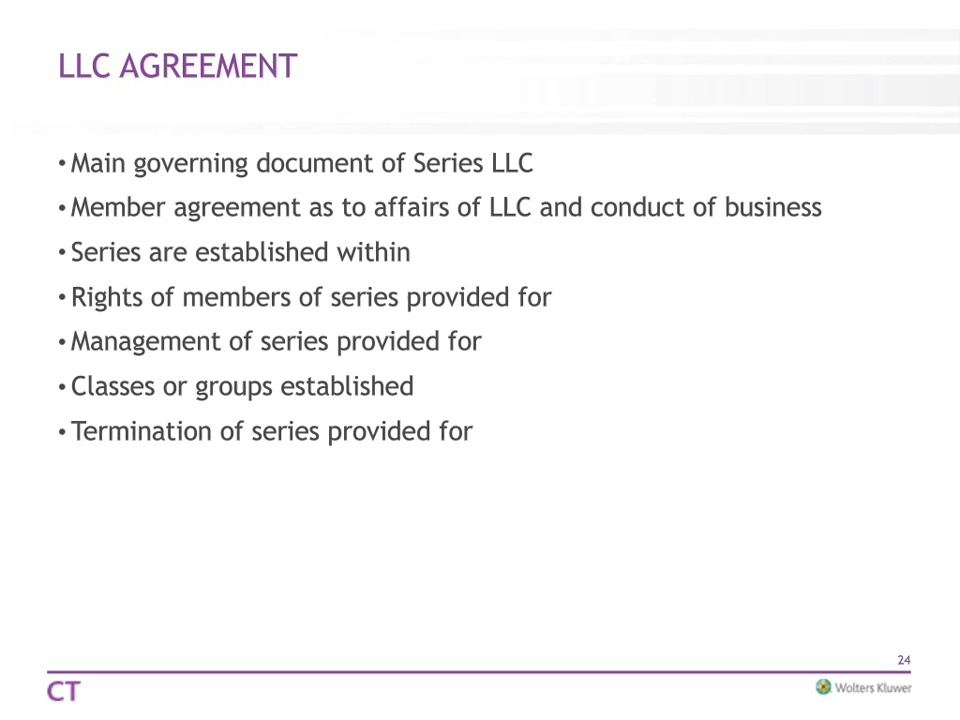 LLC AGREEMENT
• Main governing document of Series LLC
• Member agreement as to affairs of LLC and conduct of business
• Series are established within
• Rights of members of series provided for
• Management of series provided for
• Classes or groups established
• Termination of series provided for
24
CT
Wolters Kluwer